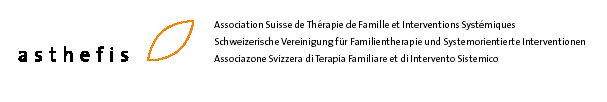 asthefis
Association Suisse de Thérapie de Famille et Interventions Systémiques
Schweizerische Vereinigung für Familientherapie und Systemorientierte Interventionen
Associazone Svizzera di Terapia Familiare et di Intervento Sistemico